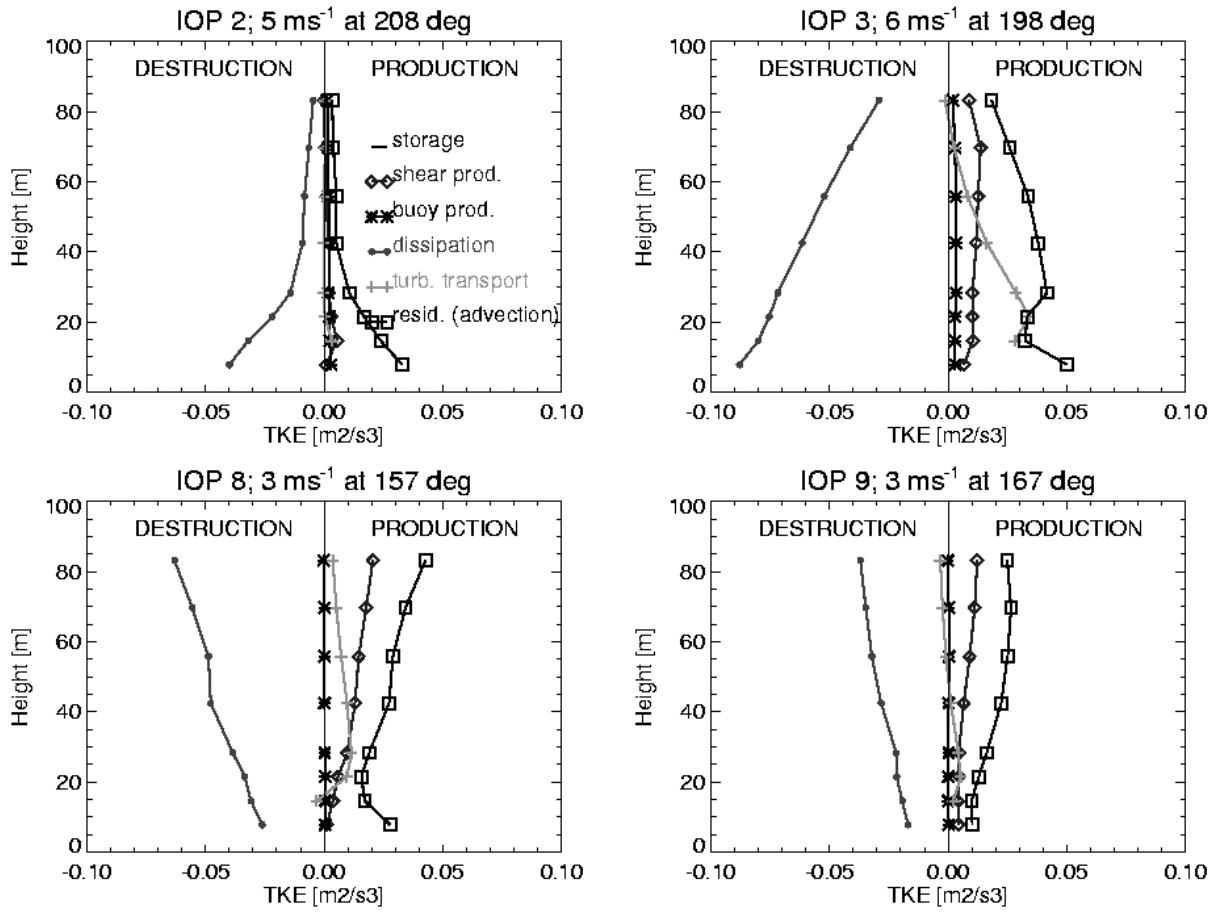 IOP 2; 5 ms-1 at 208 deg
100
80
60
40
20
0
Height [m]
DESTRUCTION PRODUCTION
storage
shear prod.
buoy prod.
dissipation
turb. transport
resid. (advection)
-0.10 -0.05 0.00 0.05 0.10
TKE [m2/s3]
IOP 3; 6 ms-1 at 198 deg
100
80
60
40
20
0
Height [m]
DESTRUCTION PRODUCTION
-0.10 -0.05 0.00 0.05 0.10
TKE [m2/s3]
IOP 8; 3 ms-1 at 157 deg
100
80
60
40
20
0
Height [m]
DESTRUCTION PRODUCTION
-0.10 -0.05 0.00 0.05 0.10
TKE [m2/s3]
IOP 9; 3 ms-1 at 167 deg
100
80
60
40
20
0
Height [m]
DESTRUCTION PRODUCTION
-0.10 -0.05 0.00 0.05 0.10
TKE [m2/s3]